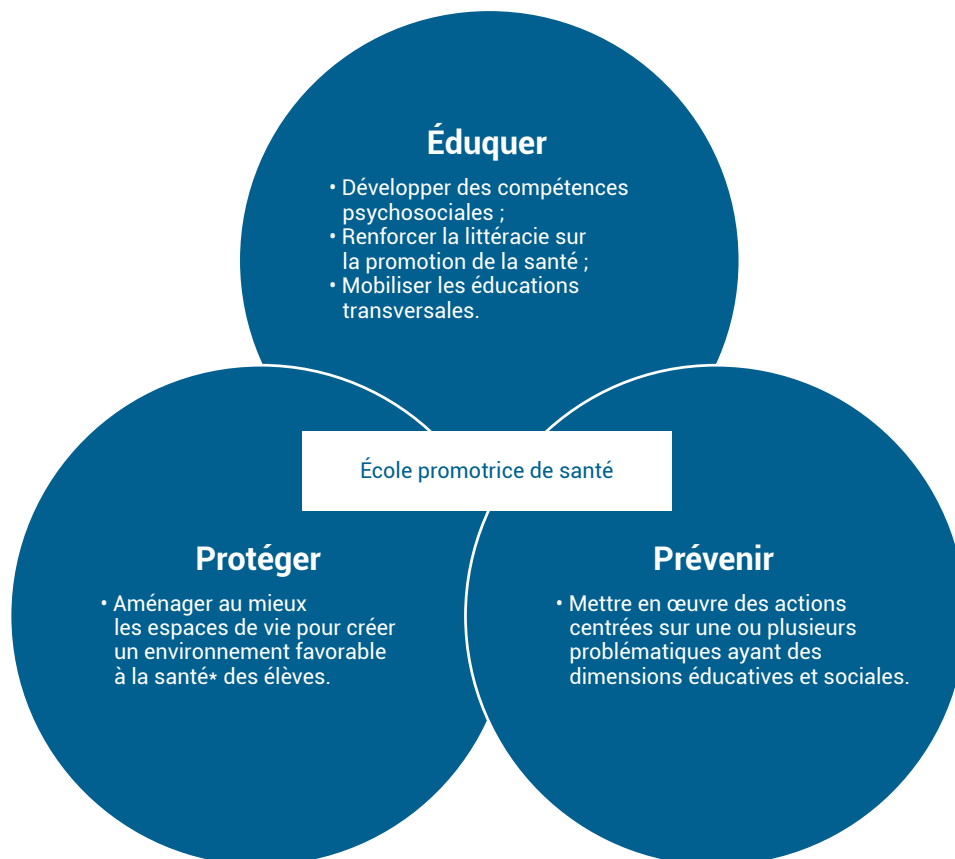 Éduquer
• Développer des compétences
psychosociales ;
• Renforcer la littéracie sur
la promotion de la santé ;
• Mobiliser les éducations
transversales.
École promotrice de santé
Protéger
• Aménager au mieux
les espaces de vie pour créer
un environnement favorable
à la santé* des élèves.
Prévenir
• Mettre en œuvre des actions
centrées sur une ou plusieurs
problématiques ayant des
dimensions éducatives et sociales.